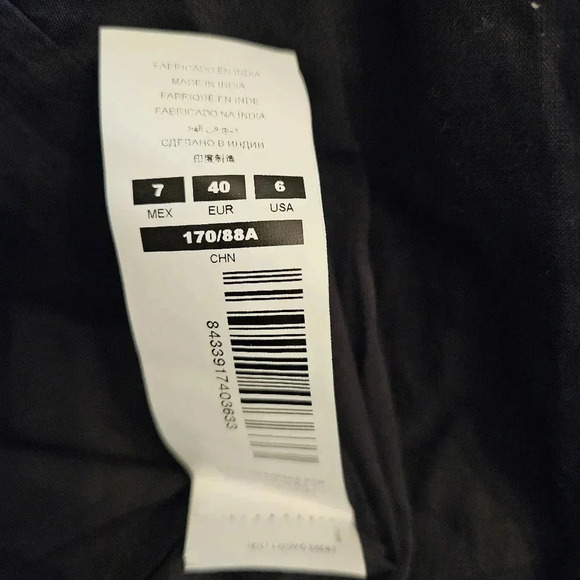 FABRICADO EN INDIA
MADE IN INDIA
FABRIQUÉ EN INDE
FABRICADO NA INDIA
صنع في الهند
СДЕЛАНО В ИНДИИ
印度制造
7 40 6
MEX EUR USA
170/88A
CHN
8433917403633